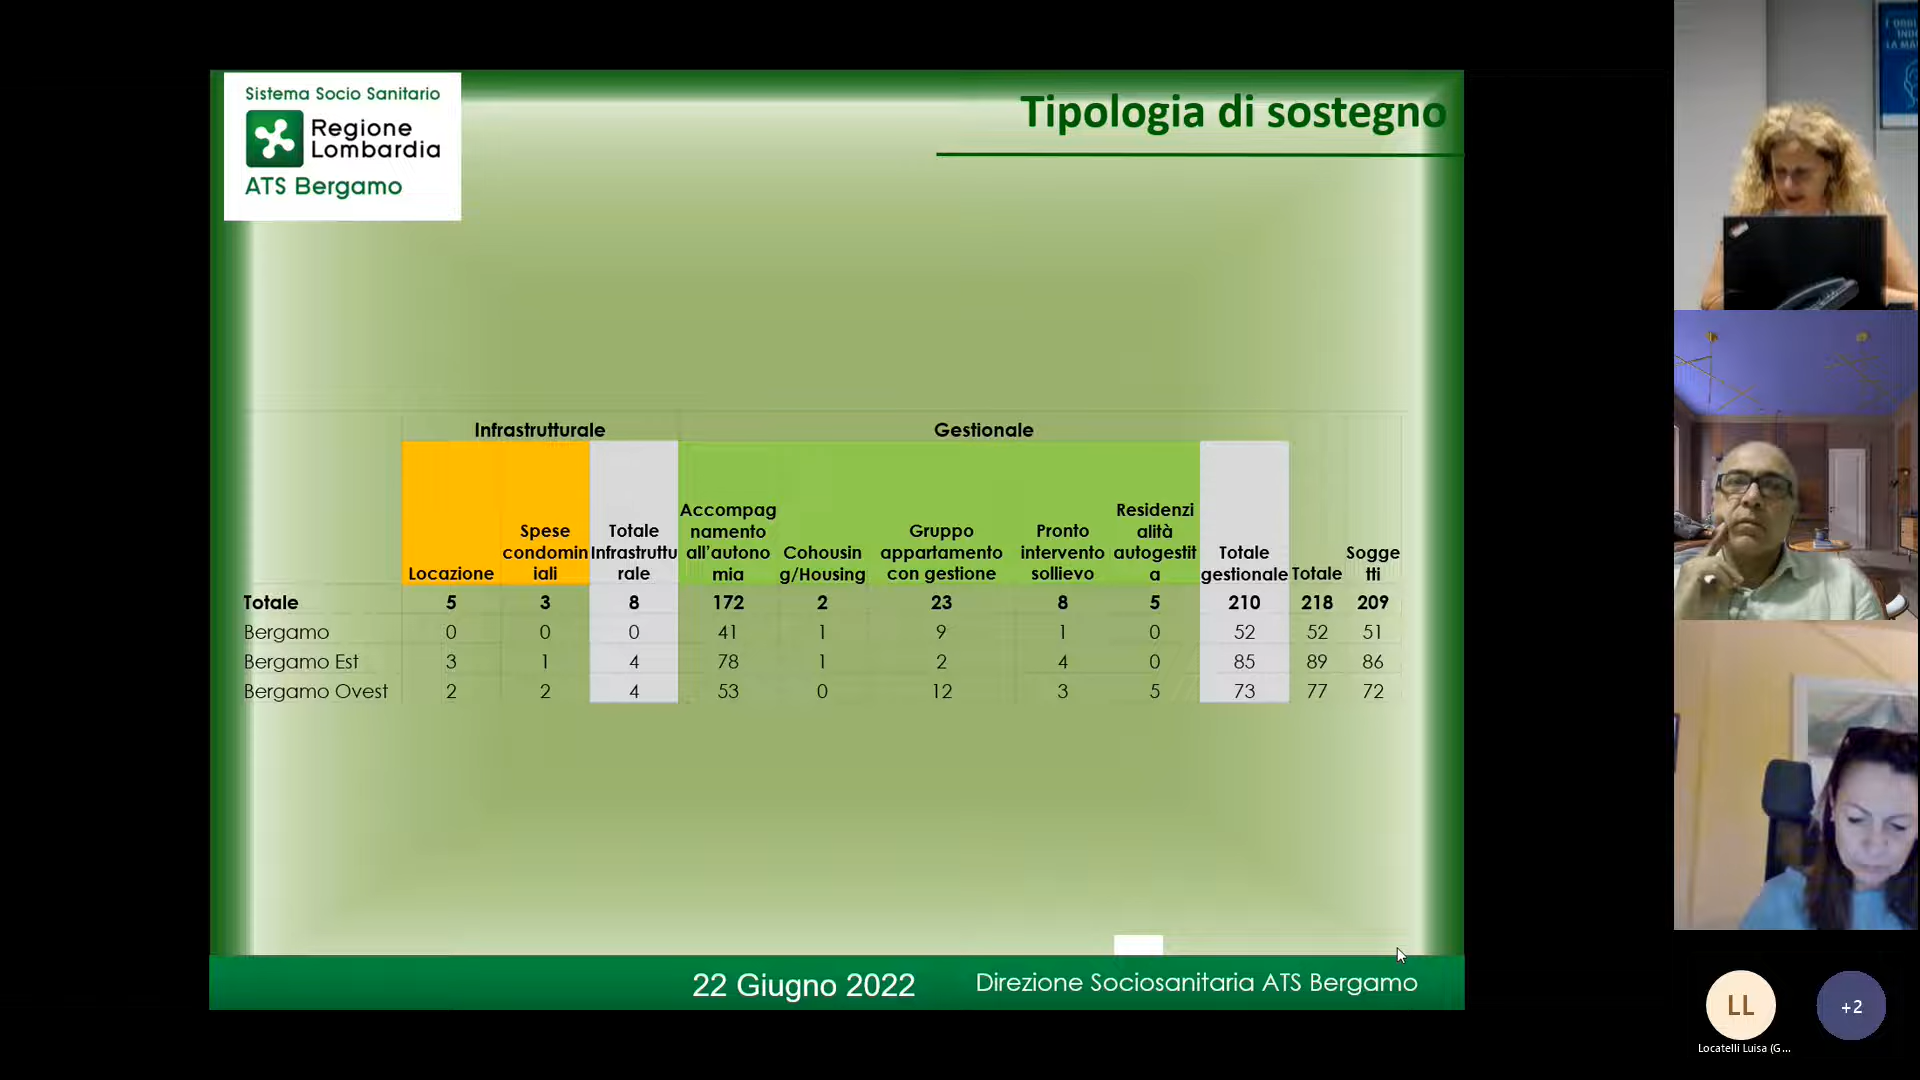 Sistema Socio Sanitario
Regione
Lombardia
ATS Bergamo
Tipologia di sostegno
Infrastrutturale Gestionale
Locazione Spese condominiali Totale Infrastrutturale Accompagnamento all'autonomia Cohousing/Housing Gruppo appartamento con gestione Pronto intervento sollievo Residenzialità autogestita Totale gestionale Totale Soggetti
Totale 5 3 8 172 2 23 8 5 210 218 209
Bergamo 0 0 0 41 1 9 1 0 52 52 51
Bergamo Est 3 1 4 78 1 2 4 0 85 89 86
Bergamo Ovest 2 2 4 53 0 12 3 5 73 77 72
22 Giugno 2022 Direzione Sociosanitaria ATS Bergamo
LL
+2
Locatelli Luisa (G...